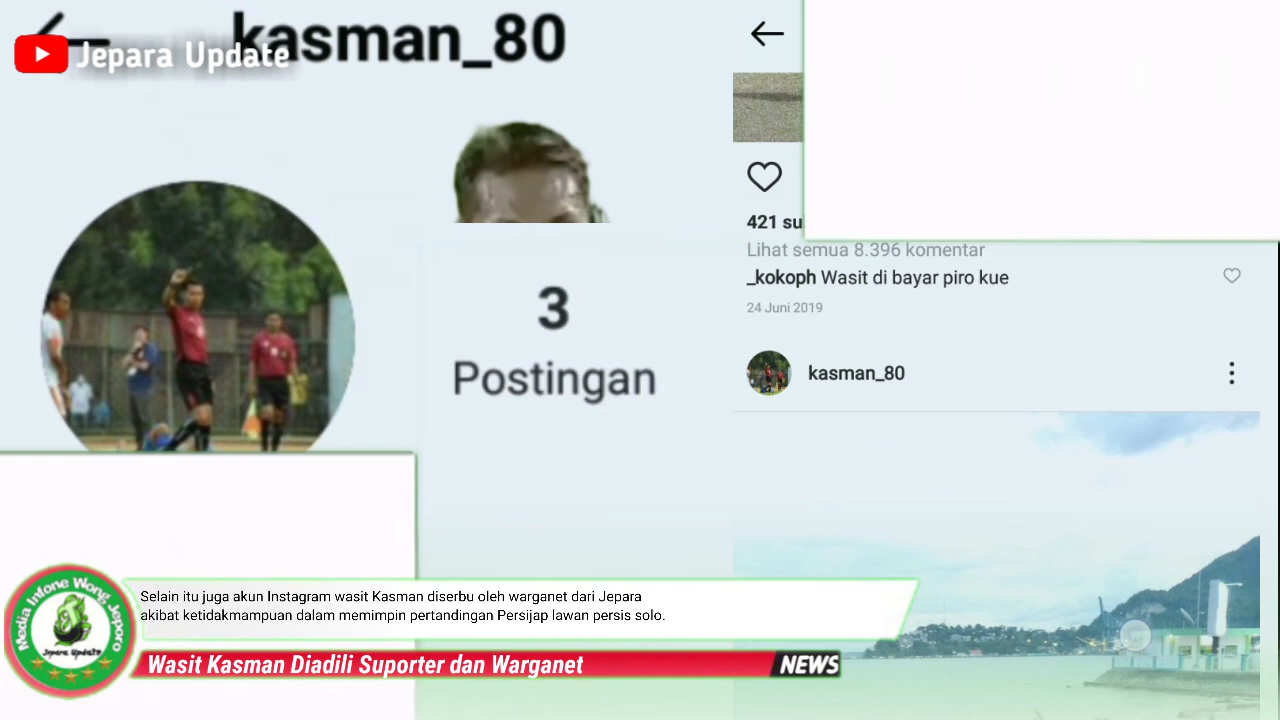 kasman_80
Jepara Update
3
Postingan
421 su
Lihat semua 8.396 komentar
_kokoph Wasit di bayar piro kue
24 Juni 2019
kasman_80
Media Infone Wong Jeporo
Jepara Update
Selain itu juga akun Instagram wasit Kasman diserbu oleh warganet dari Jepara
akibat ketidakmampuan dalam memimpin pertandingan Persijap lawan persis solo.
Wasit Kasman Diadili Suporter dan Warganet
NEWS